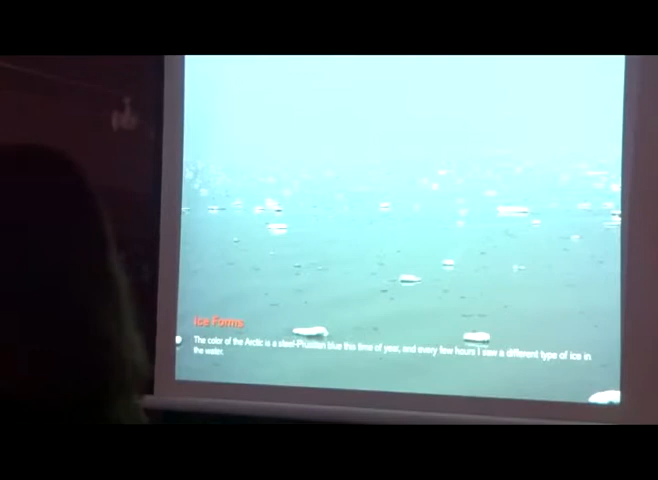 Ice Forms
The color of the Arctic is a steel-Prussian blue this time of year, and every few hours I saw a different type of ice in
the water.